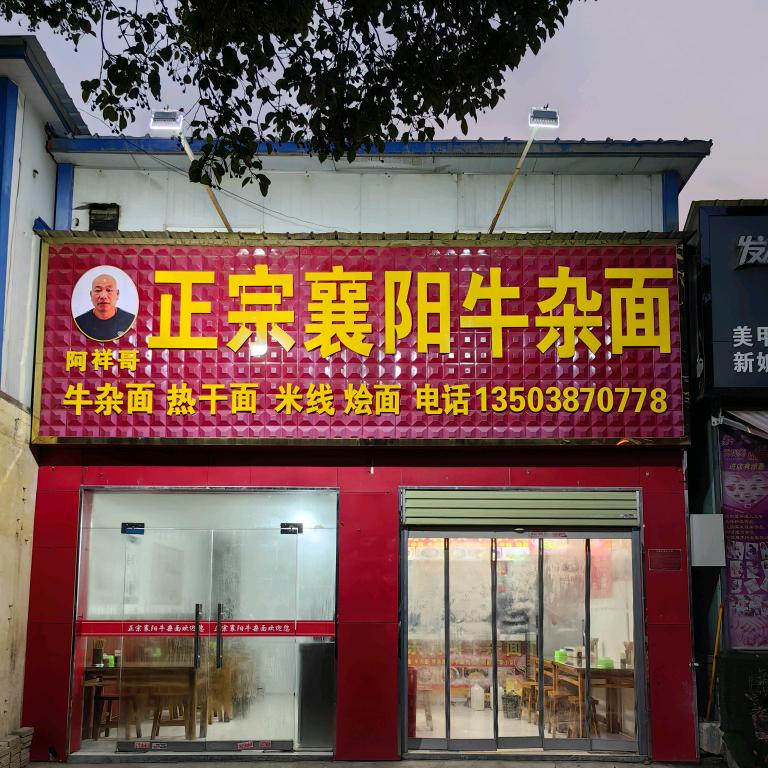 正宗襄阳牛杂面
阿祥哥
牛杂面 热干面 米线 烩面 电话13503870778
发
美甲
新娘
正宗襄阳牛杂面欢迎您 正宗襄阳牛杂面欢迎您